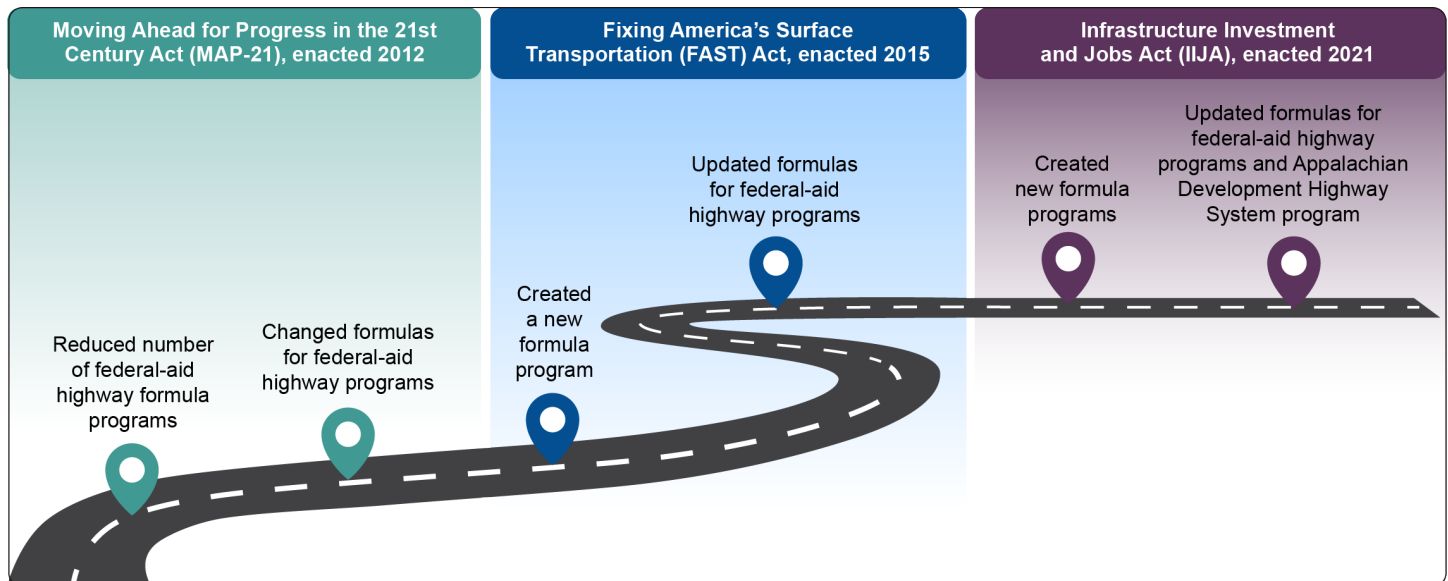 Moving Ahead for Progress in the 21st
Century Act (MAP-21), enacted 2012
Reduced number
of federal-aid
highway formula
programs
Changed formulas
for federal-aid
highway programs
Fixing America’s Surface
Transportation (FAST) Act, enacted 2015
Created
a new
formula
program
Updated formulas
for federal-aid
highway programs
Infrastructure Investment
and Jobs Act (IIJA), enacted 2021
Created
new formula
programs
Updated formulas for
federal-aid highway
programs and Appalachian
Development Highway
System program